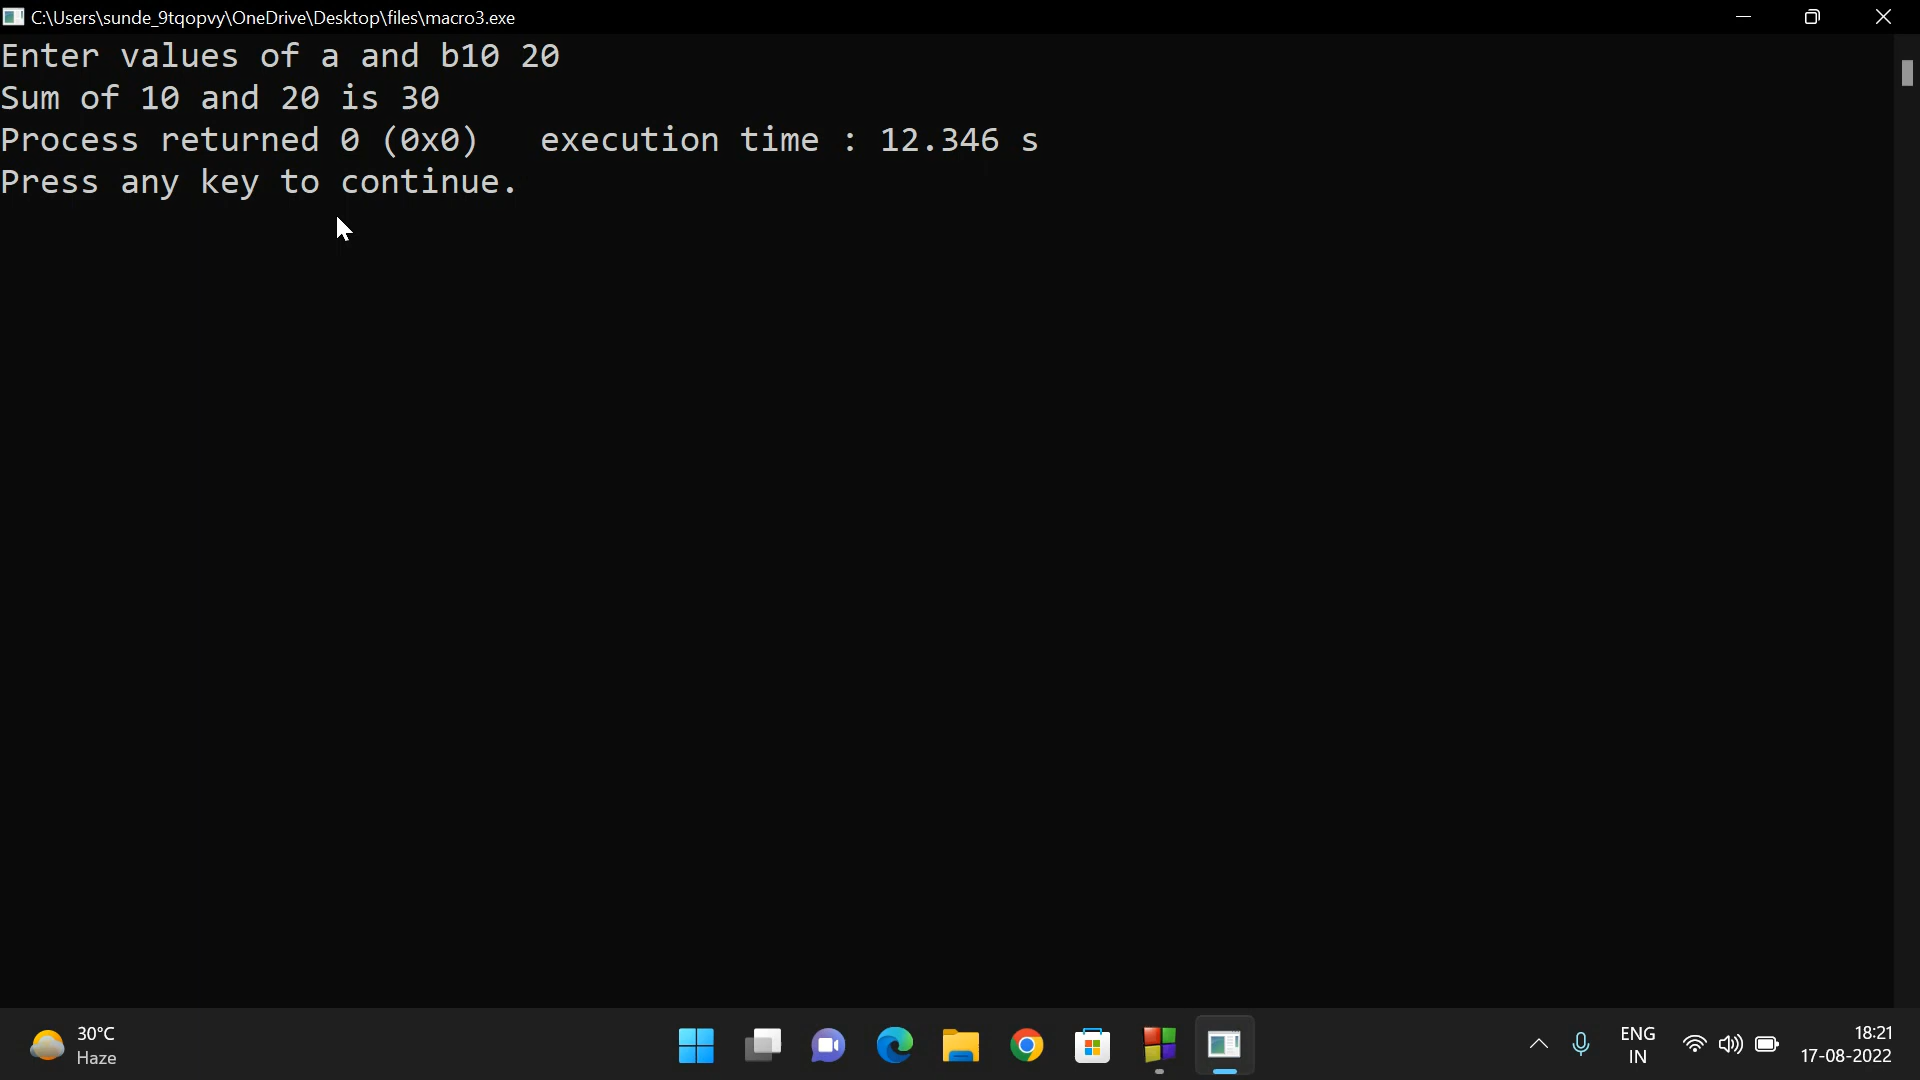 C:\Users\sunde_9tqopvy\OneDrive\Desktop\files\macro3.exe
Enter values of a and b10 20
Sum of 10 and 20 is 30
Process returned 0 (0x0)   execution time : 12.346 s
Press any key to continue.
30°C
Haze
ENG
IN
18:21
17-08-2022